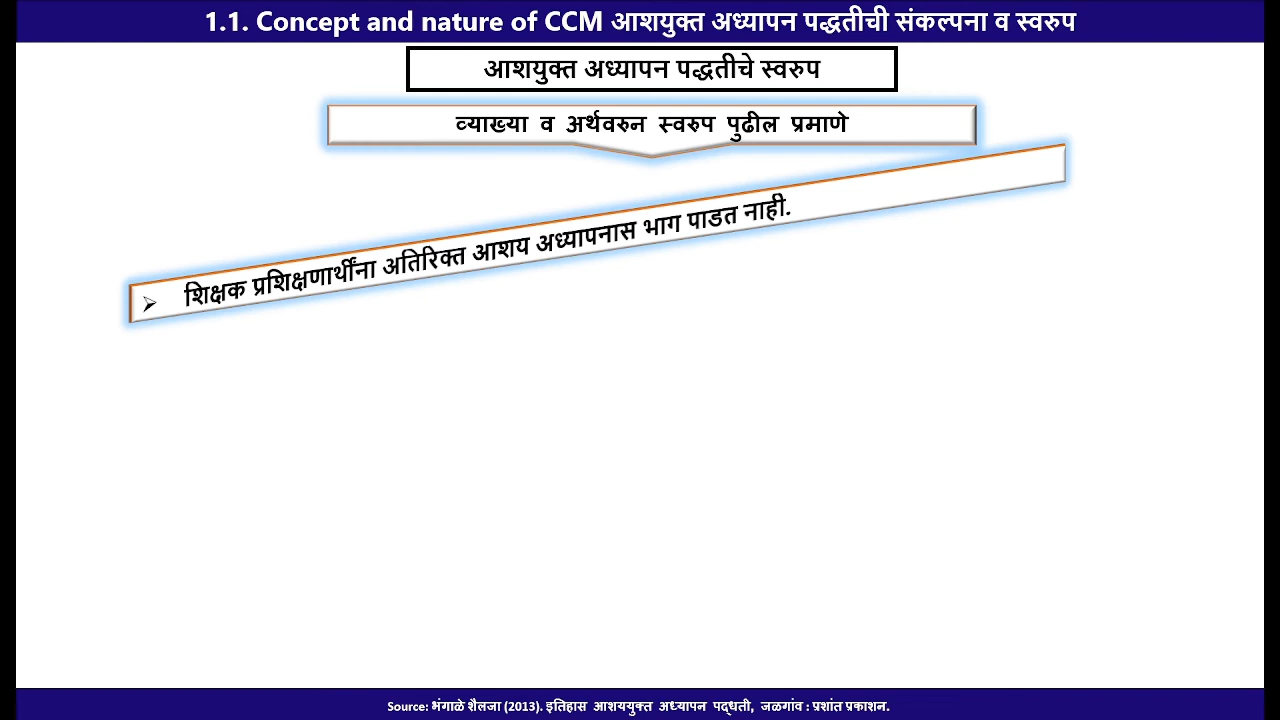 1.1. Concept and nature of CCM आशयुक्त अध्यापन पद्धतीची संकल्पना व स्वरुप
आशयुक्त अध्यापन पद्धतीचे स्वरुप
व्याख्या व अर्थवरुन स्वरुप पुढील प्रमाणे
➢ शिक्षक प्रशिक्षणार्थींना अतिरिक्त आशय अध्यापनास भाग पाडत नाही.
Source: भंगाळे शैलजा (2013). इतिहास आशययुक्त अध्यापन पद्धती, जळगांव : प्रशांत प्रकाशन.